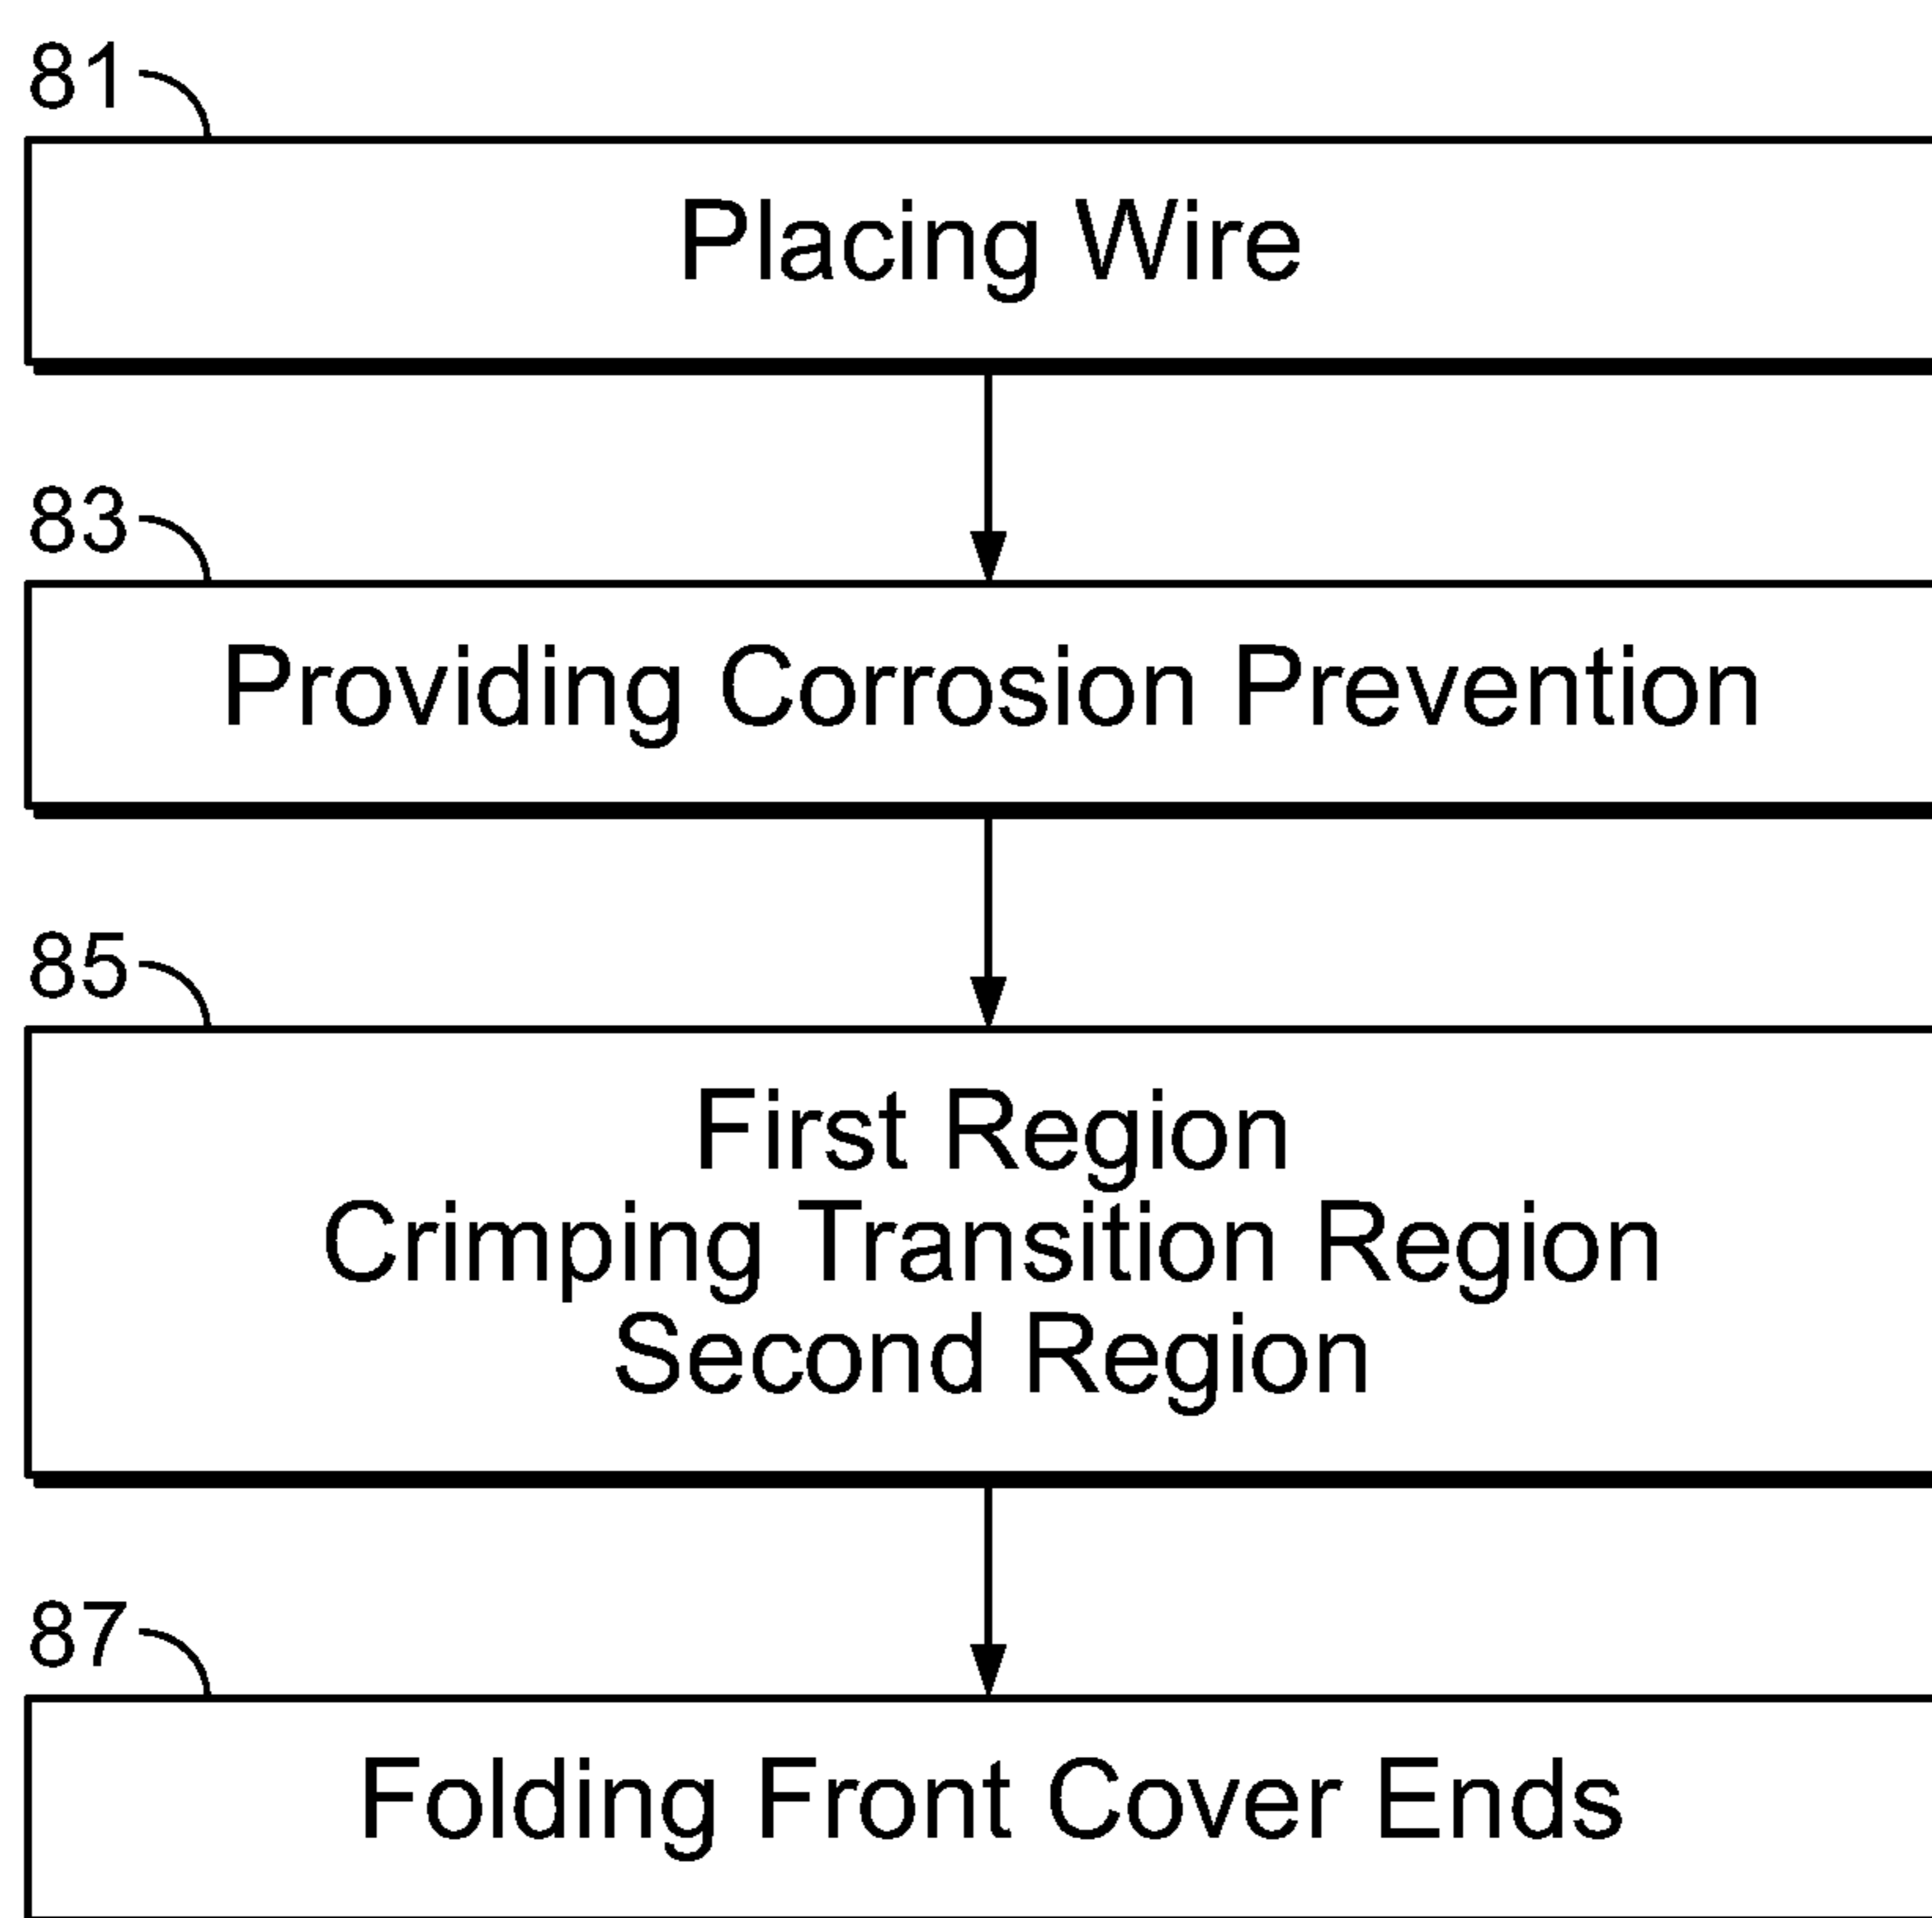 81
Placing Wire
83
Providing Corrosion Prevention
85
First Region
Crimping Transition Region
Second Region
87
Folding Front Cover Ends